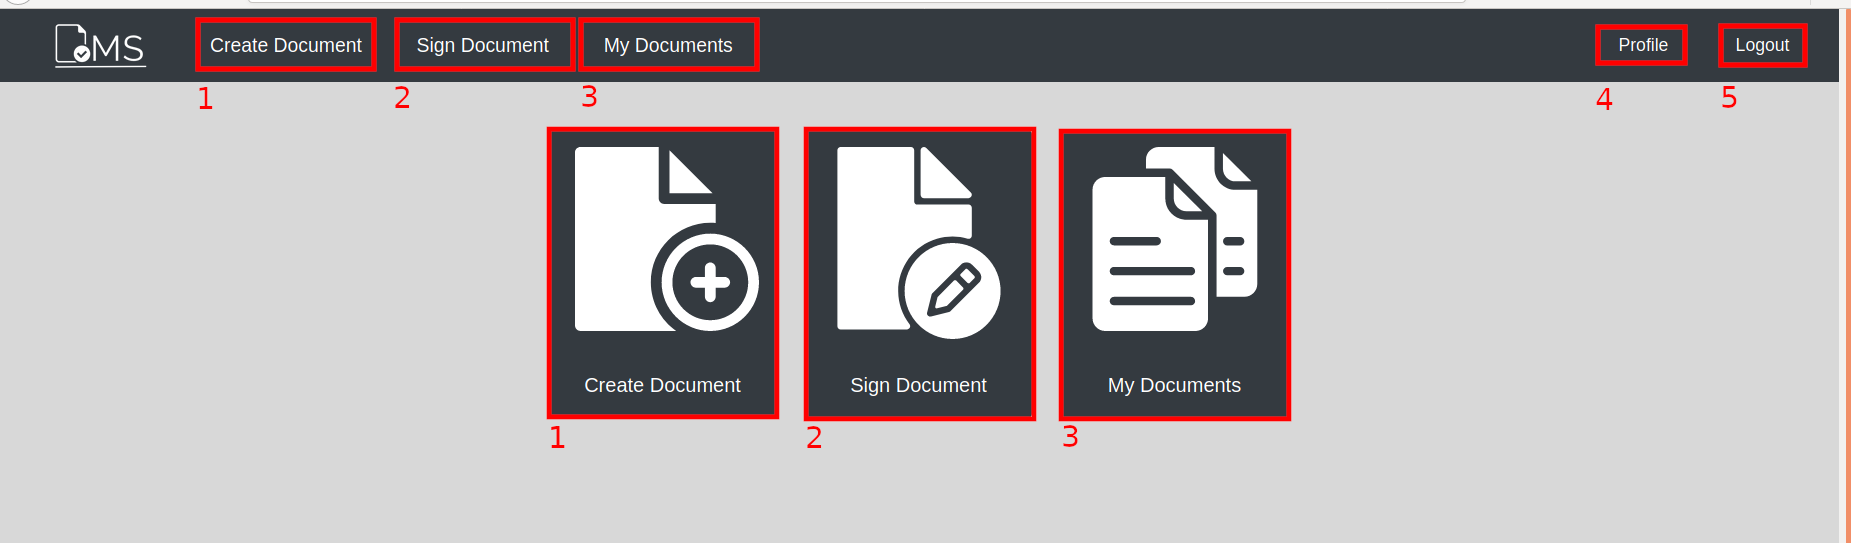 MS Create Document Sign Document My Documents Profile Logout
1 2 3 4 5
Create Document Sign Document My Documents
1 2 3